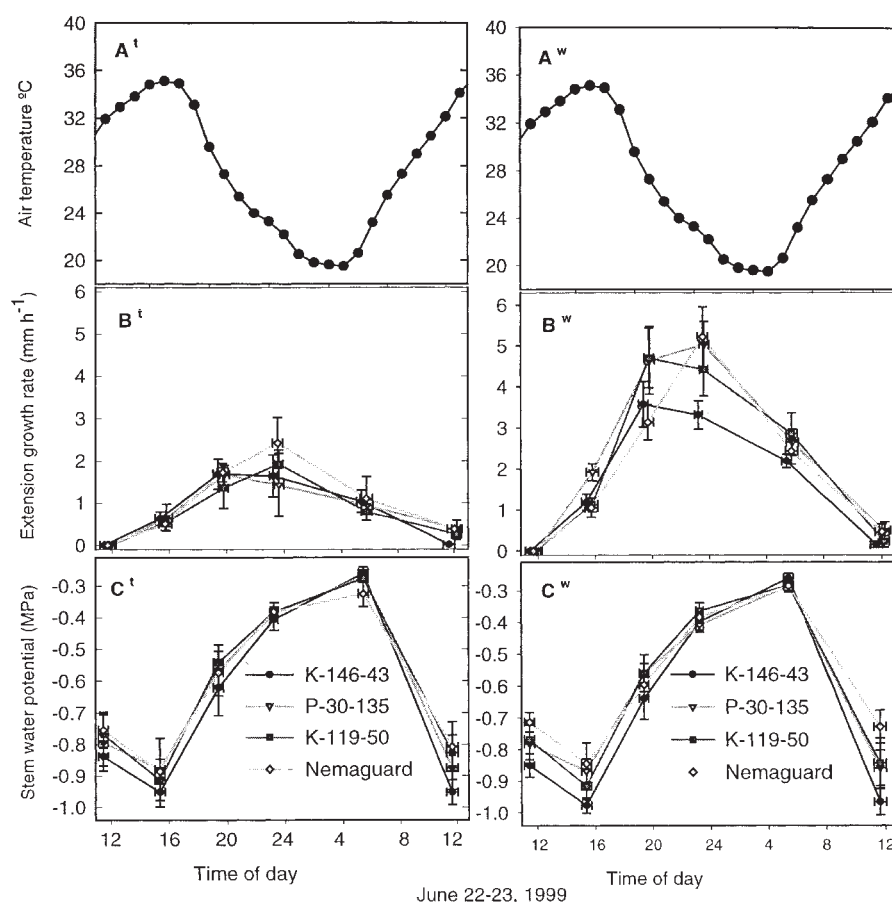 A t
A w
Air temperature ºC
40
36
32
28
24
20
40
36
32
28
24
20
B t
B w
Extension growth rate (mm h-1)
6
5
4
3
2
1
0
6
5
4
3
2
1
0
C t
C w
Stem water potential (MPa)
-0.3
-0.4
-0.5
-0.6
-0.7
-0.8
-0.9
-1.0
-0.3
-0.4
-0.5
-0.6
-0.7
-0.8
-0.9
-1.0
K-146-43
P-30-135
K-119-50
Nemaguard
K-146-43
P-30-135
K-119-50
Nemaguard
12 16 20 24 4 8 12
12 16 20 24 4 8 12
Time of day
Time of day
June 22-23, 1999